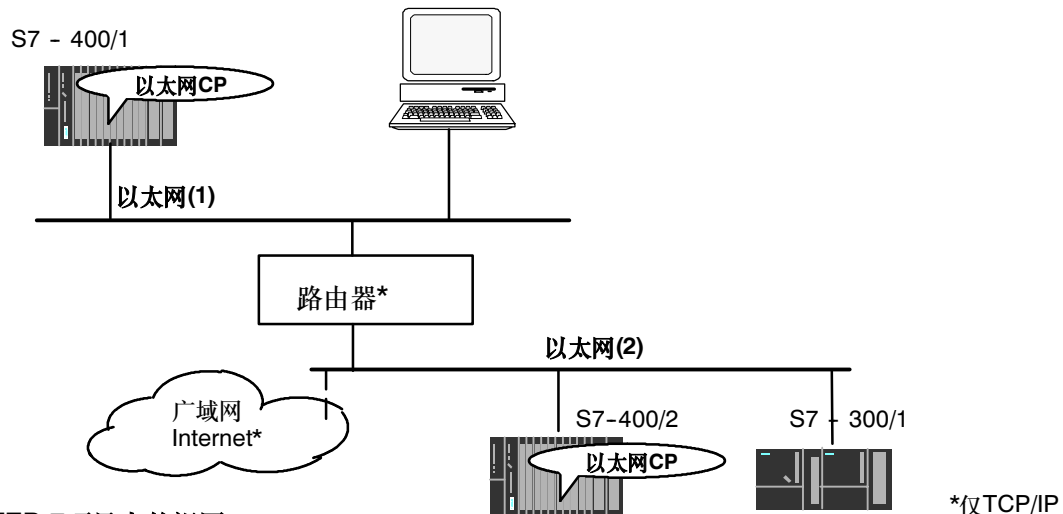 S7 - 400/1
以太网CP
以太网(1)
路由器*
以太网(2)
广域网
Internet*
S7-400/2
S7 - 300/1
以太网CP
*仅TCP/IP